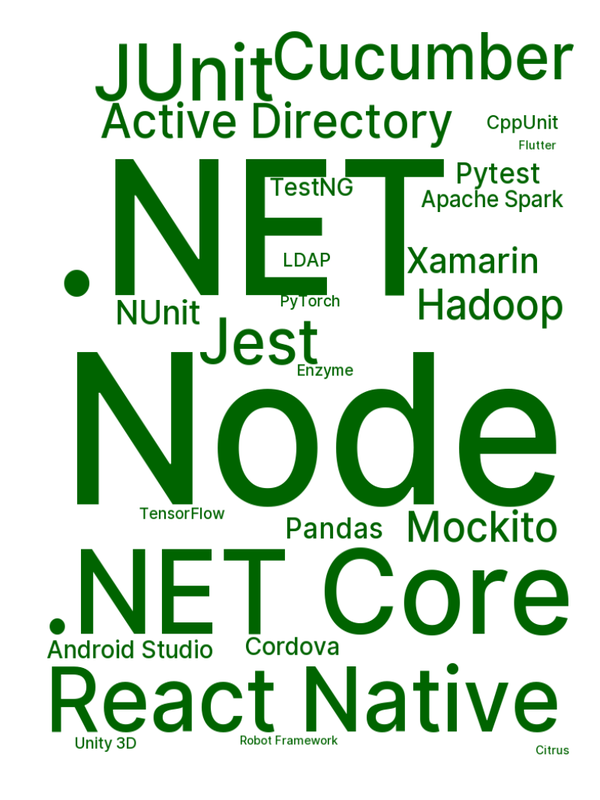 JUnit
Cucumber
Active Directory
CppUnit
Flutter
.NET
TestNG
Pytest
Apache Spark
LDAP
Xamarin
PyTorch
Hadoop
NUnit
Jest
Enzyme
Node
TensorFlow
Pandas
Mockito
.NET Core
Android Studio
Cordova
React Native
Unity 3D
Robot Framework
Citrus